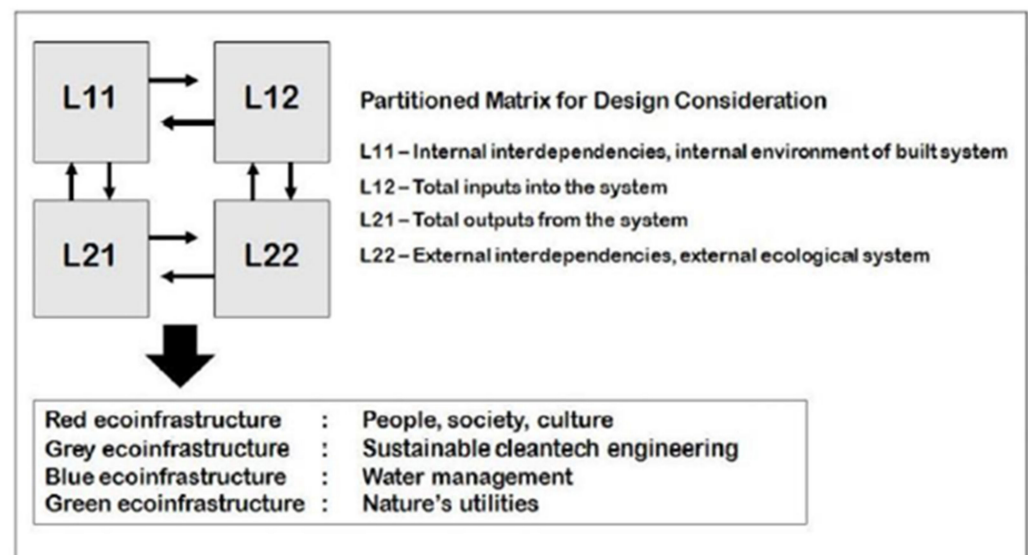 L11
L12
Partitioned Matrix for Design Consideration
L11 – Internal interdependencies, internal environment of built system
L12 – Total inputs into the system
L21
L22
L21 – Total outputs from the system
L22 – External interdependencies, external ecological system
Red ecoinfrastructure : People, society, culture
Grey ecoinfrastructure : Sustainable cleantech engineering
Blue ecoinfrastructure : Water management
Green ecoinfrastructure : Nature's utilities